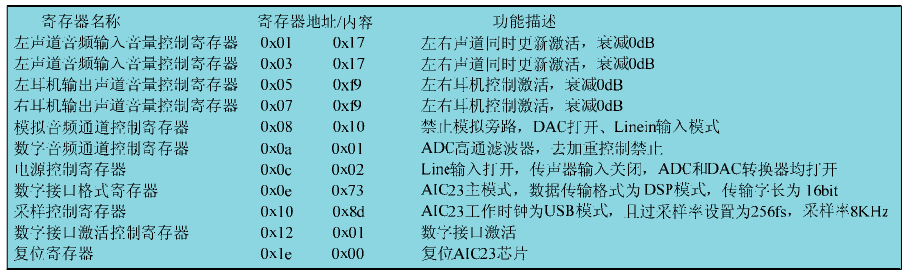 寄存器名称 寄存器地址/内容 功能描述
左声道音频输入音量控制寄存器 0x01 0x17 左右声道同时更新激活，衰减0dB
左声道音频输入音量控制寄存器 0x03 0x17 左右声道同时更新激活，衰减0dB
左耳机输出声道音量控制寄存器 0x05 0xf9 左右耳机控制激活，衰减0dB
右耳机输出声道音量控制寄存器 0x07 0xf9 左右耳机控制激活，衰减0dB
模拟音频通道控制寄存器 0x08 0x10 禁止模拟旁路，DAC打开、Linein输入模式
数字音频通道控制寄存器 0x0a 0x01 ADC高通滤波器，去加重控制禁止
电源控制寄存器 0x0c 0x02 Line输入打开，传声器输入关闭，ADC和DAC转换器均打开
数字接口格式寄存器 0x0e 0x73 AIC23主模式，数据传输格式为DSP模式，传输字长为16bit
采样控制寄存器 0x10 0x8d AIC23工作时钟为USB模式，且过采样率设置为256fs，采样率8KHz
数字接口激活控制寄存器 0x12 0x01 数字接口激活
复位寄存器 0x1e 0x00 复位AIC23芯片